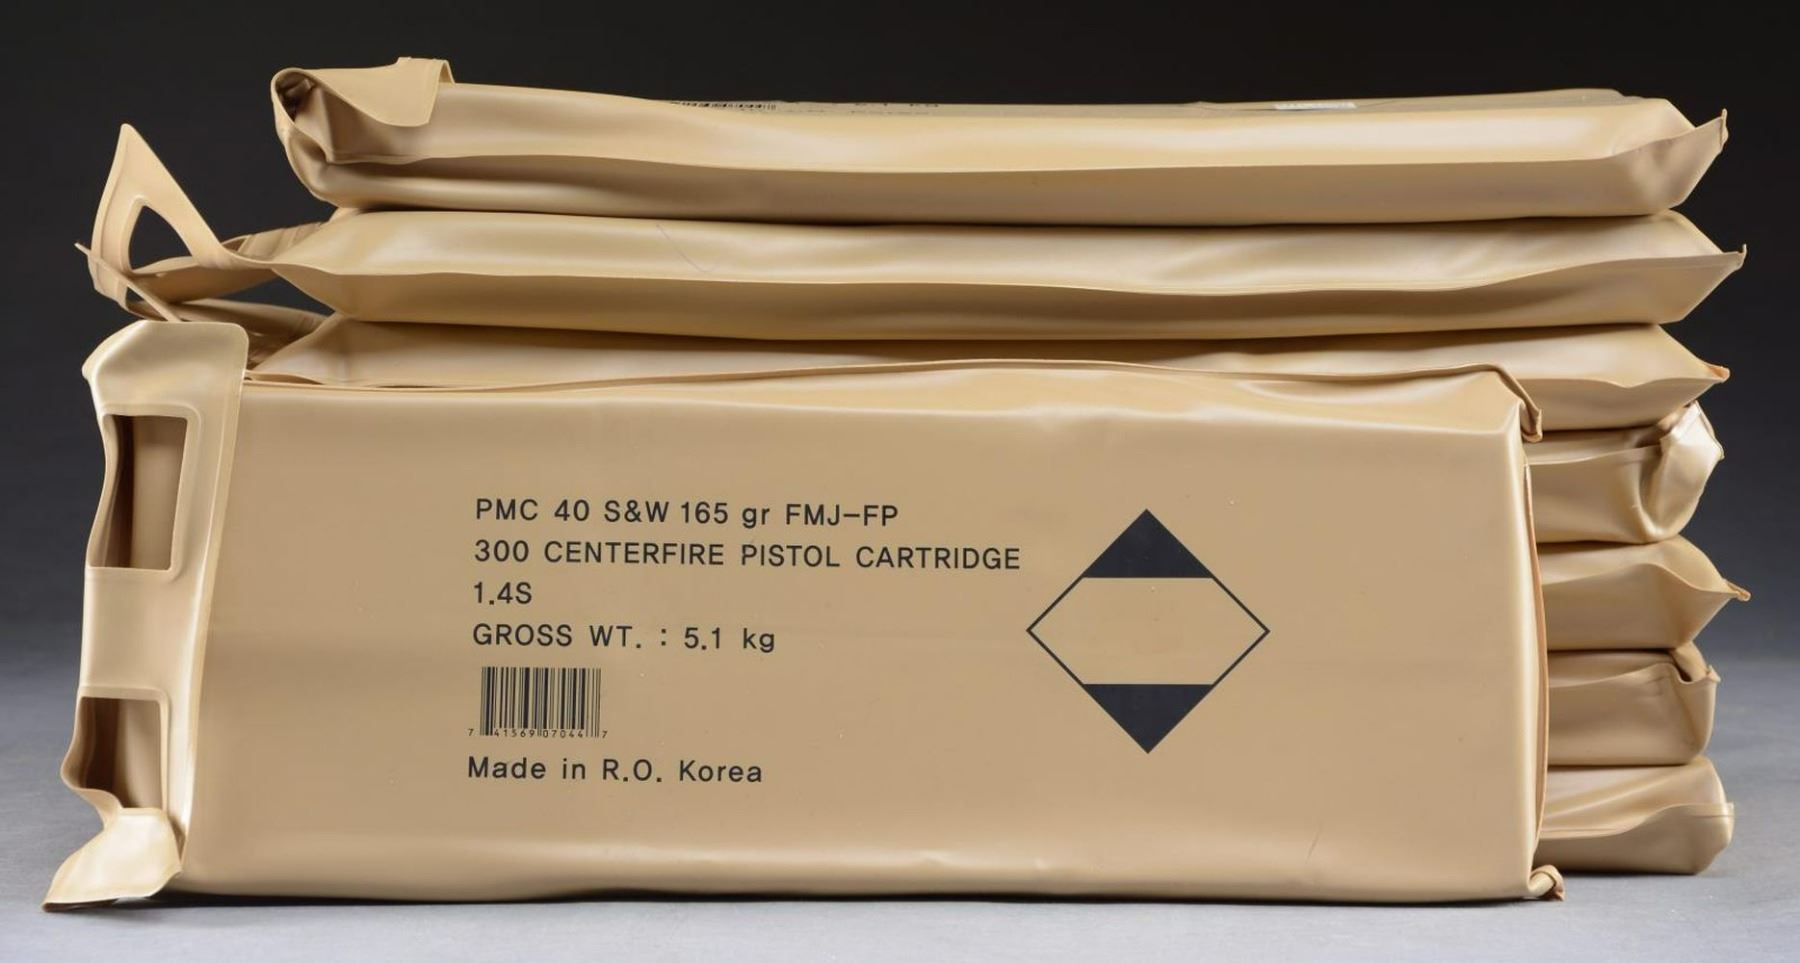 PMC 40 S&W 165 gr FMJ-FP
300 CENTERFIRE PISTOL CARTRIDGE
1.4S
GROSS WT. : 5.1 kg
7 41569 07044 7
Made in R.O. Korea